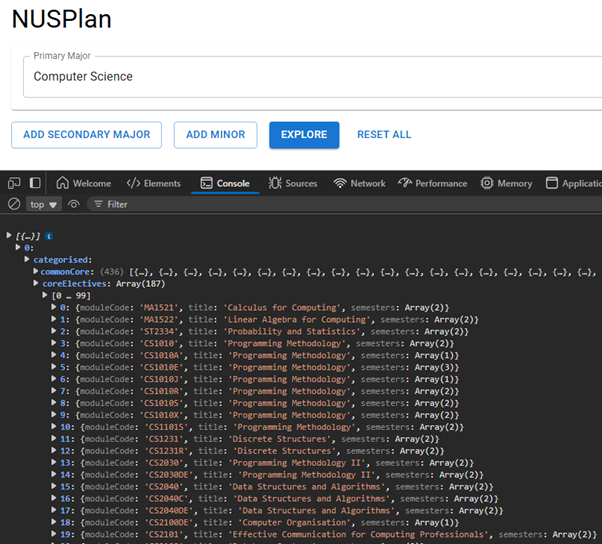 NUSPlan
Primary Major
Computer Science
ADD SECONDARY MAJOR ADD MINOR EXPLORE RESET ALL
Welcome Elements Console Sources Network Performance Memory Applicatio
top Filter
[{…}] i
0:
categorised:
commonCore: (436) [{…}, {…}, {…}, {…}, {…}, {…}, {…}, {…}, {…}, {…}, {…}, {…}, {…}, {…}, {…}, {…}, {…}, {…},
coreElectives: Array(187)
[0 … 99]
0: {moduleCode: 'MA1521', title: 'Calculus for Computing', semesters: Array(2)}
1: {moduleCode: 'MA1522', title: 'Linear Algebra for Computing', semesters: Array(2)}
2: {moduleCode: 'ST2334', title: 'Probability and Statistics', semesters: Array(2)}
3: {moduleCode: 'CS1010', title: 'Programming Methodology', semesters: Array(2)}
4: {moduleCode: 'CS1010A', title: 'Programming Methodology', semesters: Array(1)}
5: {moduleCode: 'CS1010E', title: 'Programming Methodology', semesters: Array(3)}
6: {moduleCode: 'CS1010J', title: 'Programming Methodology', semesters: Array(1)}
7: {moduleCode: 'CS1010R', title: 'Programming Methodology', semesters: Array(2)}
8: {moduleCode: 'CS1010S', title: 'Programming Methodology', semesters: Array(2)}
9: {moduleCode: 'CS1010X', title: 'Programming Methodology', semesters: Array(2)}
10: {moduleCode: 'CS1101S', title: 'Programming Methodology', semesters: Array(1)}
11: {moduleCode: 'CS1231', title: 'Discrete Structures', semesters: Array(2)}
12: {moduleCode: 'CS1231R', title: 'Discrete Structures', semesters: Array(2)}
13: {moduleCode: 'CS2030', title: 'Programming Methodology II', semesters: Array(2)}
14: {moduleCode: 'CS2030DE', title: 'Programming Methodology II', semesters: Array(2)}
15: {moduleCode: 'CS2040', title: 'Data Structures and Algorithms', semesters: Array(2)}
16: {moduleCode: 'CS2040C', title: 'Data Structures and Algorithms', semesters: Array(2)}
17: {moduleCode: 'CS2040DE', title: 'Data Structures and Algorithms', semesters: Array(2)}
18: {moduleCode: 'CS2100DE', title: 'Computer Organisation', semesters: Array(1)}
19: {moduleCode: 'CS2101', title: 'Effective Communication for Computing Professionals', semesters: Array(2)}